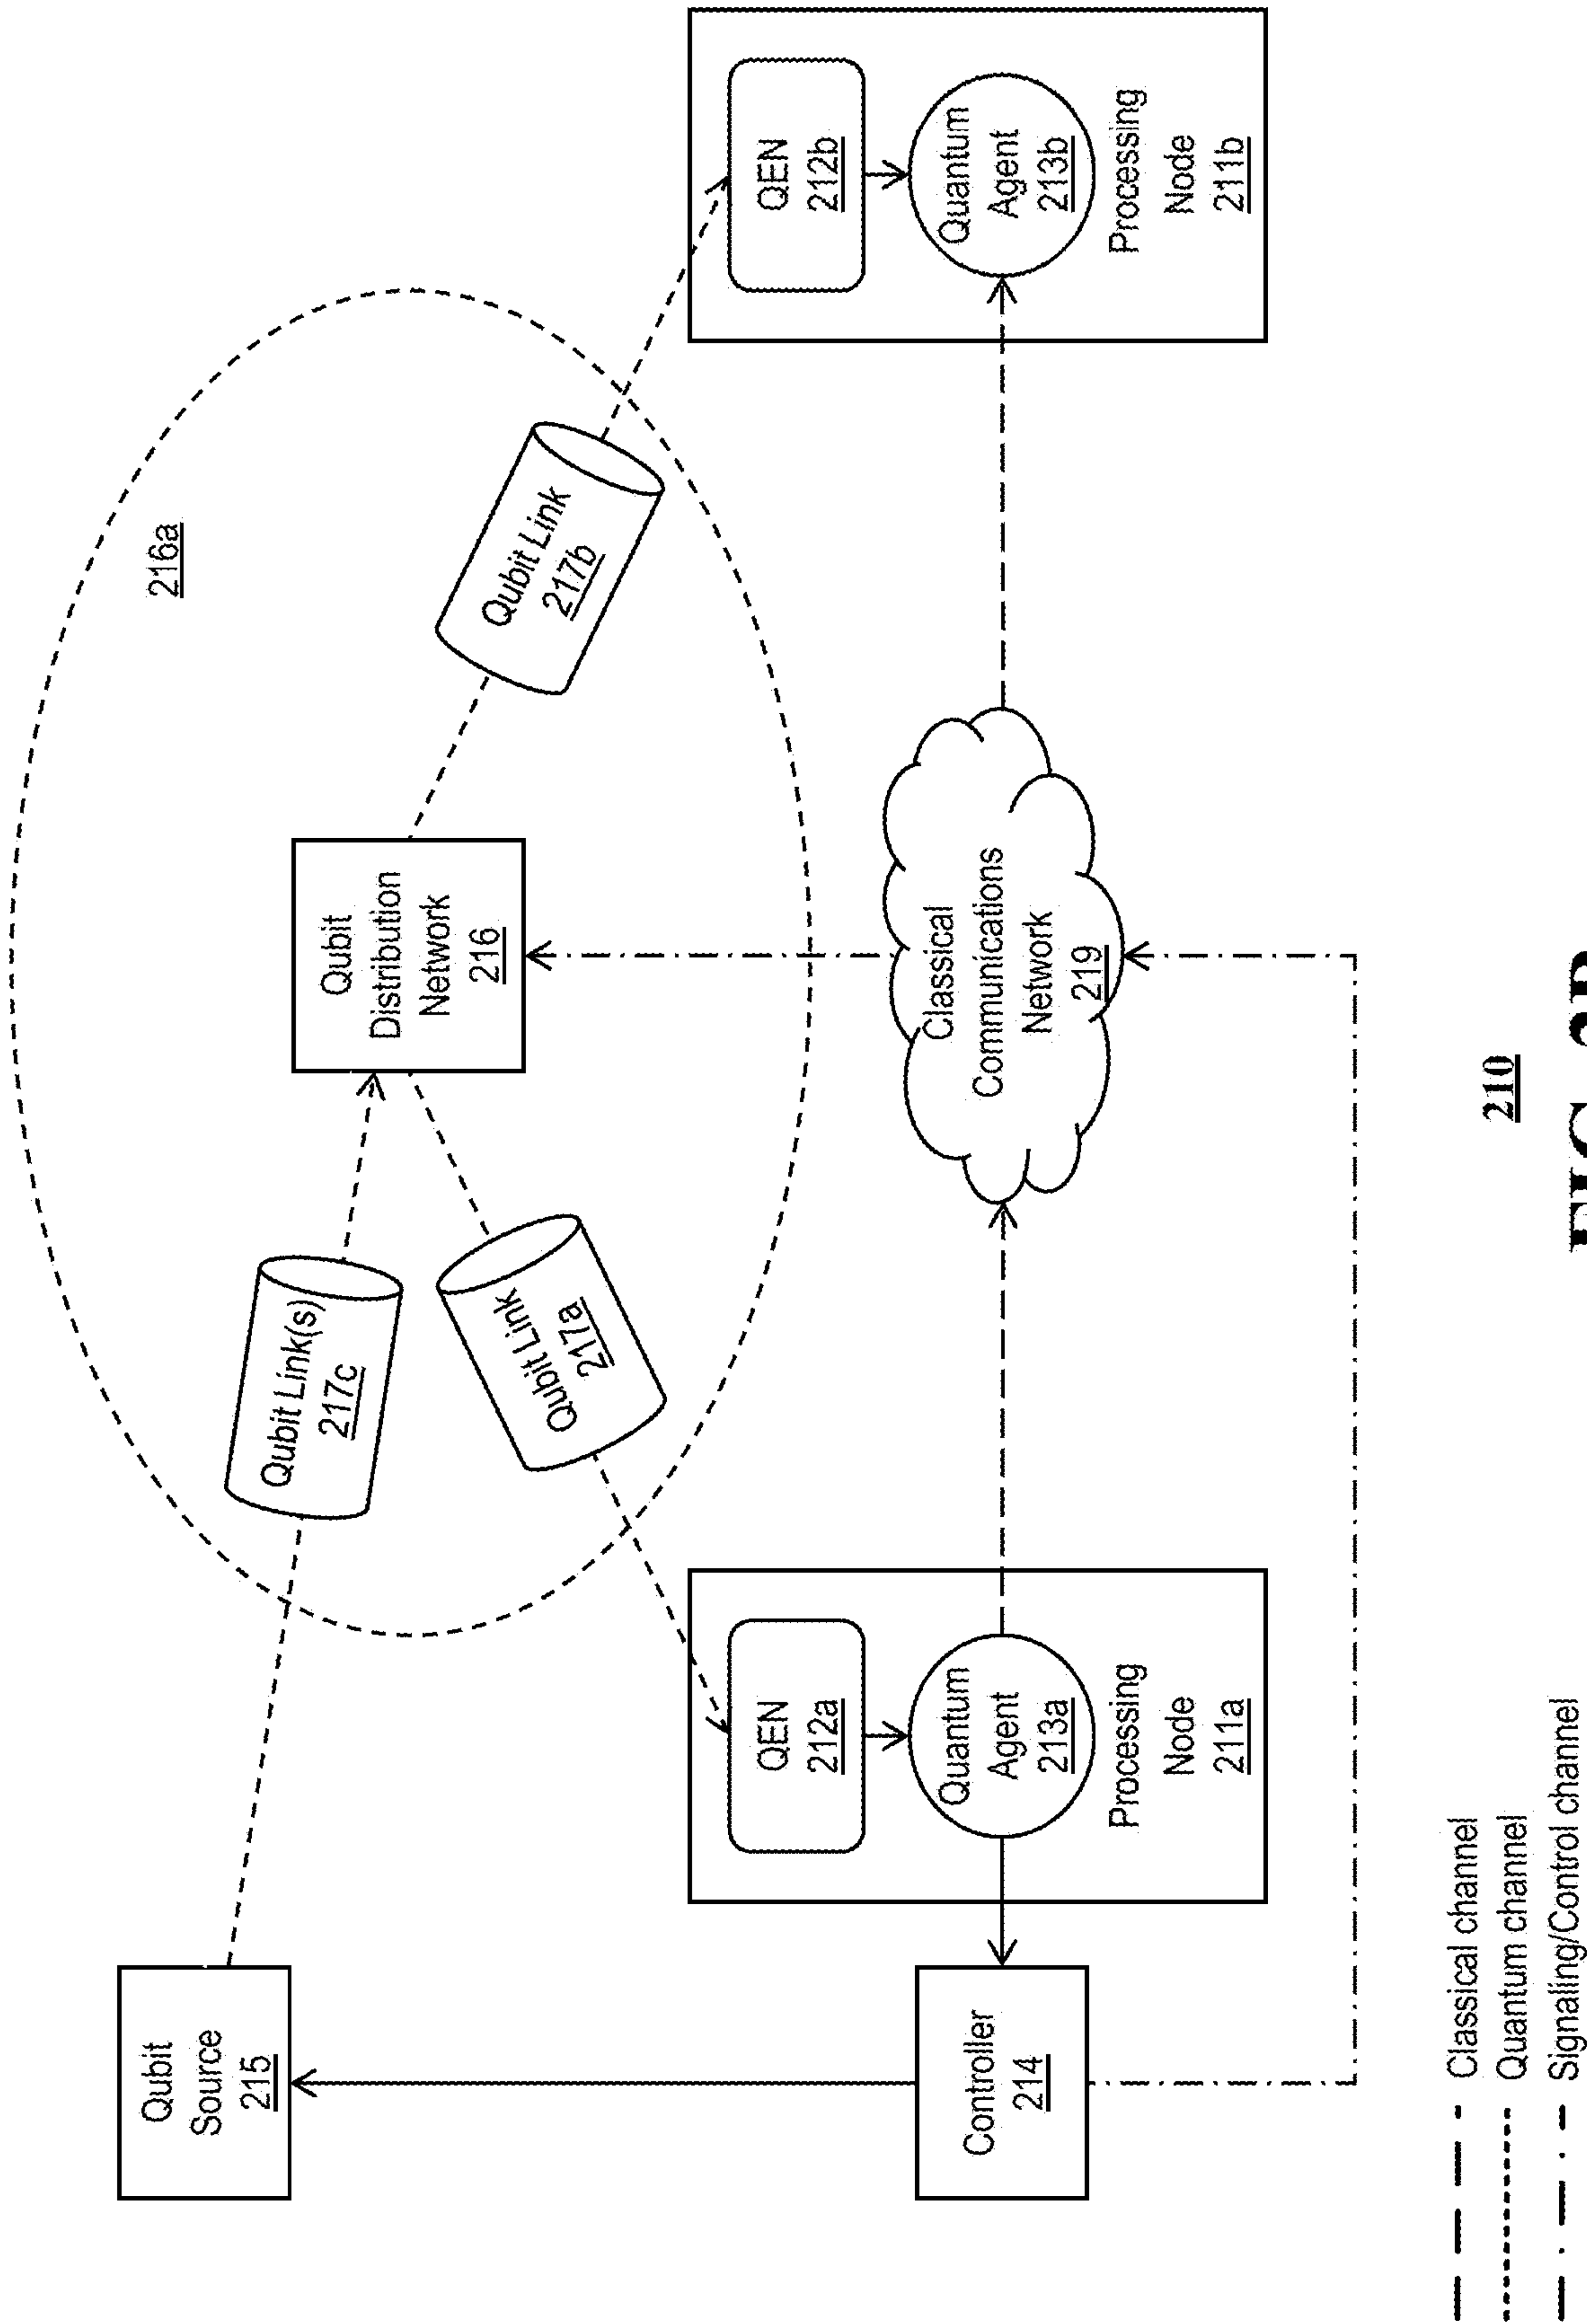 Qubit
Source
215
Qubit Link(s)
217c
Qubit
Distribution
Network
216
216a
Qubit Link
217a
Qubit Link
217b
Controller
214
QEN
212a
Quantum
Agent
213a
Processing
Node
211a
Classical
Communications
Network
219
QEN
212b
Quantum
Agent
213b
Processing
Node
211b
210
Classical channel
Quantum channel
Signaling/Control channel